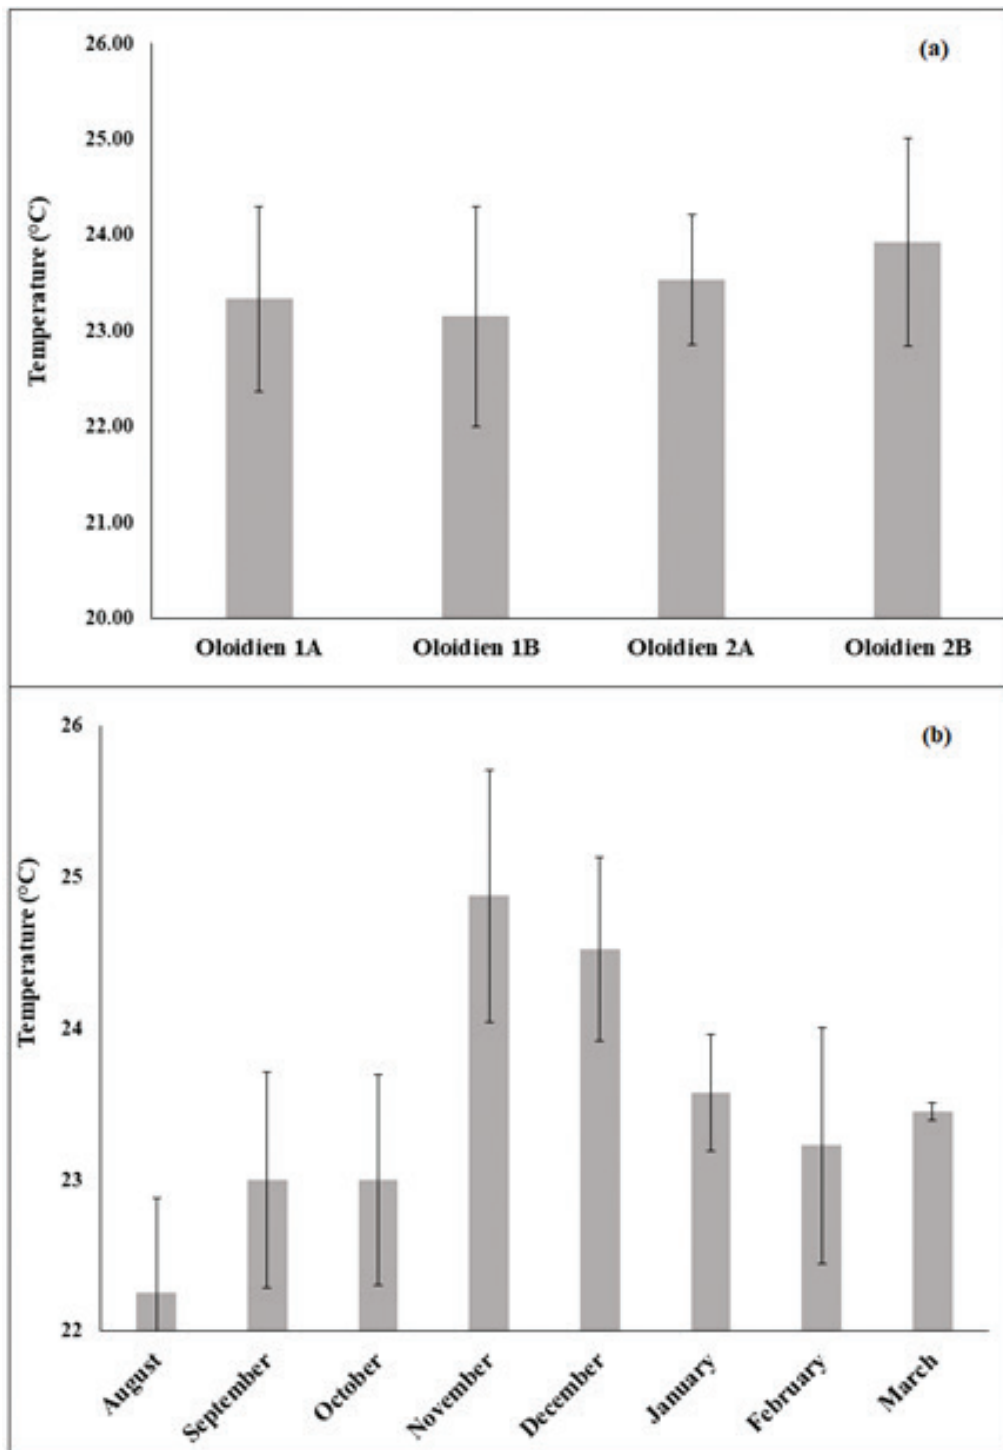 (a)
26.00
25.00
24.00
23.00
22.00
21.00
20.00
Temperature (°C)
Oloidien 1A Oloidien 1B Oloidien 2A Oloidien 2B
(b)
26
25
24
23
22
Temperature (°C)
August September October November December January February March